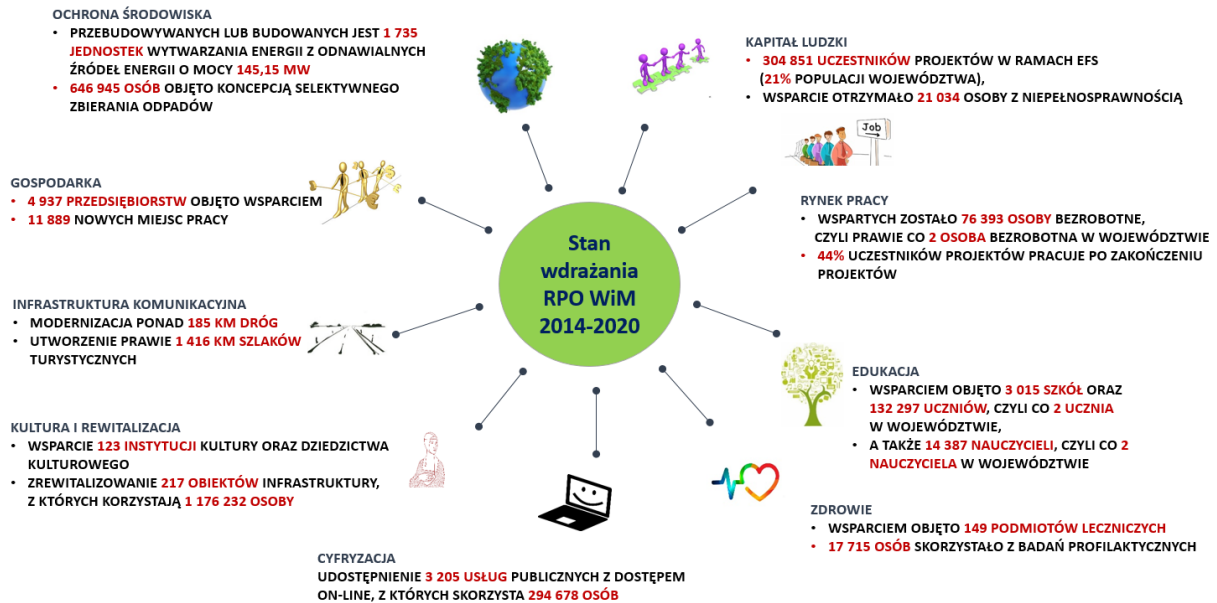 OCHRONA ŚRODOWISKA
• PRZEBUDOWYWANYCH LUB BUDOWANYCH JEST 1 735
JEDNOSTEK WYTWARZANIA ENERGII Z ODNAWIALNYCH
ŹRÓDEŁ ENERGII O MOCY 145,15 MW
• 646 945 OSÓB OBJĘTO KONCEPCJĄ SELEKTYWNEGO
ZBIERANIA ODPADÓW
KAPITAŁ LUDZKI
• 304 851 UCZESTNIKÓW PROJEKTÓW W RAMACH EFS
(21% POPULACJI WOJEWÓDZTWA),
• WSPARCIE OTRZYMAŁO 21 034 OSOBY Z NIEPEŁNOSPRAWNOŚCIĄ
Job
GOSPODARKA
• 4 937 PRZEDSIĘBIORSTW OBJĘTO WSPARCIEM
• 11 889 NOWYCH MIEJSC PRACY
RYNEK PRACY
• WSPARTYCH ZOSTAŁO 76 393 OSOBY BEZROBOTNE,
CZYLI PRAWIE CO 2 OSOBA BEZROBOTNA W WOJEWÓDZTWIE
• 44% UCZESTNIKÓW PROJEKTÓW PRACUJE PO ZAKOŃCZENIU
PROJEKTÓW
Stan
wdrażania
RPO WiM
2014-2020
INFRASTRUKTURA KOMUNIKACYJNA
• MODERNIZACJA PONAD 185 KM DRÓG
• UTWORZENIE PRAWIE 1 416 KM SZLAKÓW
TURYSTYCZNYCH
EDUKACJA
• WSPARCIEM OBJĘTO 3 015 SZKÓŁ ORAZ
132 297 UCZNIÓW, CZYLI CO 2 UCZNIA
W WOJEWÓDZTWIE,
• A TAKŻE 14 387 NAUCZYCIELI, CZYLI CO 2
NAUCZYCIELA W WOJEWÓDZTWIE
KULTURA I REWITALIZACJA
• WSPARCIE 123 INSTYTUCJI KULTURY ORAZ DZIEDZICTWA
KULTUROWEGO
• ZREWITALIZOWANIE 217 OBIEKTÓW INFRASTRUKTURY,
Z KTÓRYCH KORZYSTAJĄ 1 176 232 OSOBY
ZDROWIE
• WSPARCIEM OBJĘTO 149 PODMIOTÓW LECZNICZYCH
• 17 715 OSÓB SKORZYSTAŁO Z BADAŃ PROFILAKTYCZNYCH
CYFRYZACJA
UDOSTĘPNIENIE 3 205 USŁUG PUBLICZNYCH Z DOSTĘPEM
ON-LINE, Z KTÓRYCH SKORZYSTA 294 678 OSÓB